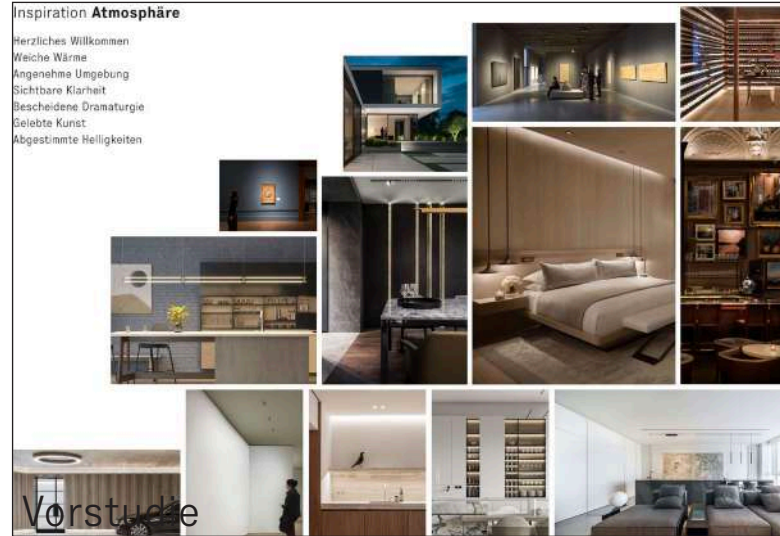 Inspiration Atmosphäre
Herzliches Willkommen
Weiche Wärme
Angenehme Umgebung
Sichtbare Klarheit
Bescheidene Dramaturgie
Gelebte Kunst
Abgestimmte Helligkeiten
Vorstudie